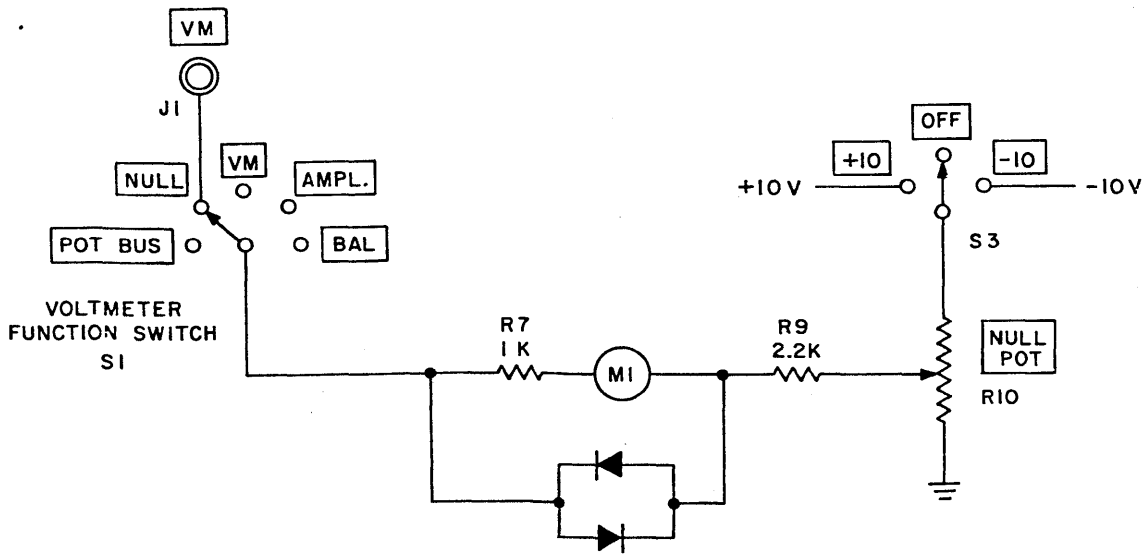 VM
J1
NULL
VM
AMPL.
POT BUS
BAL
VOLTMETER
FUNCTION SWITCH
S1
R7
1K
M1
R9
2.2K
OFF
+10
-10
+10V
-10V
S3
NULL
POT
R10